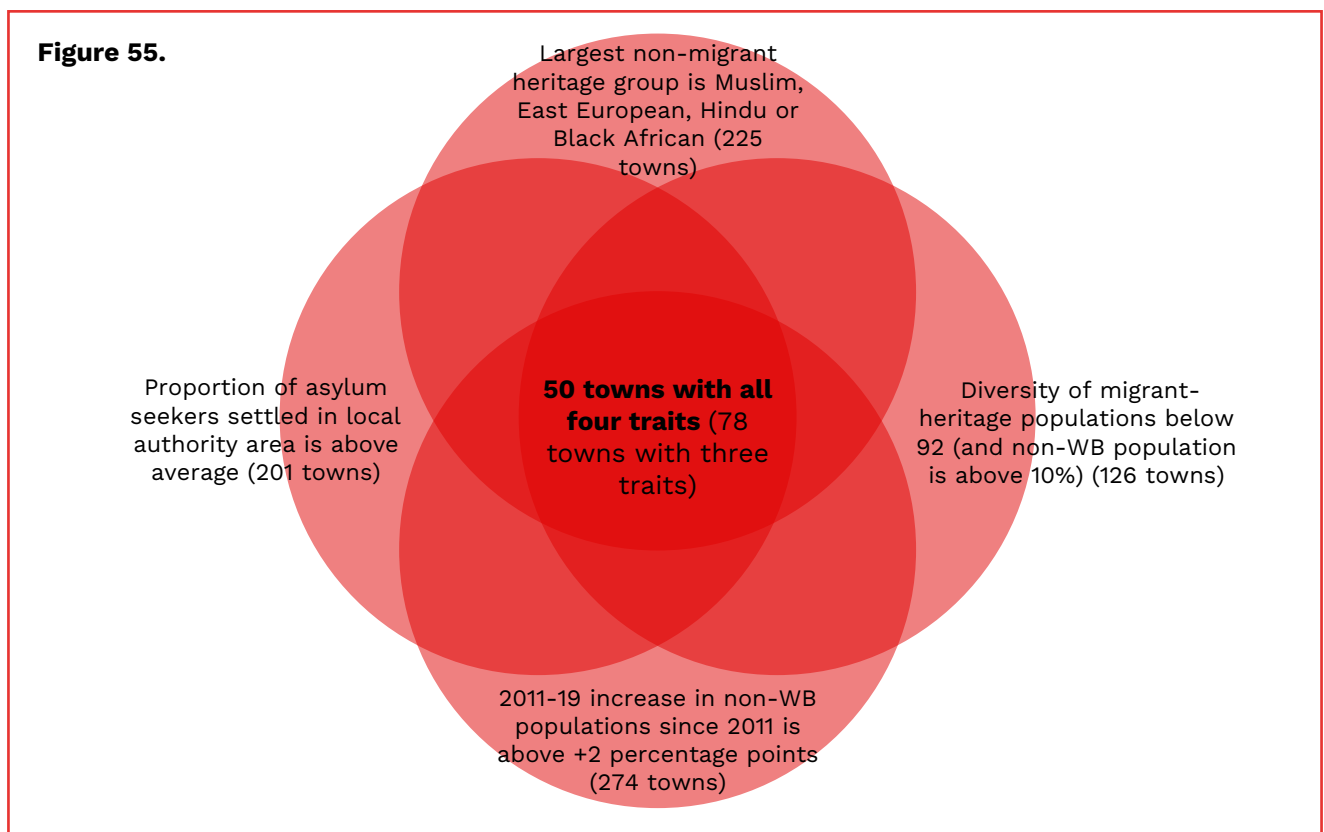 Figure 55.
Largest non-migrant
heritage group is Muslim,
East European, Hindu or
Black African (225
towns)
Proportion of asylum
seekers settled in local
authority area is above
average (201 towns)
50 towns with all
four traits (78
towns with three
traits)
Diversity of migrant-
heritage populations below
92 (and non-WB population
is above 10%) (126 towns)
2011-19 increase in non-WB
populations since 2011 is
above +2 percentage points
(274 towns)